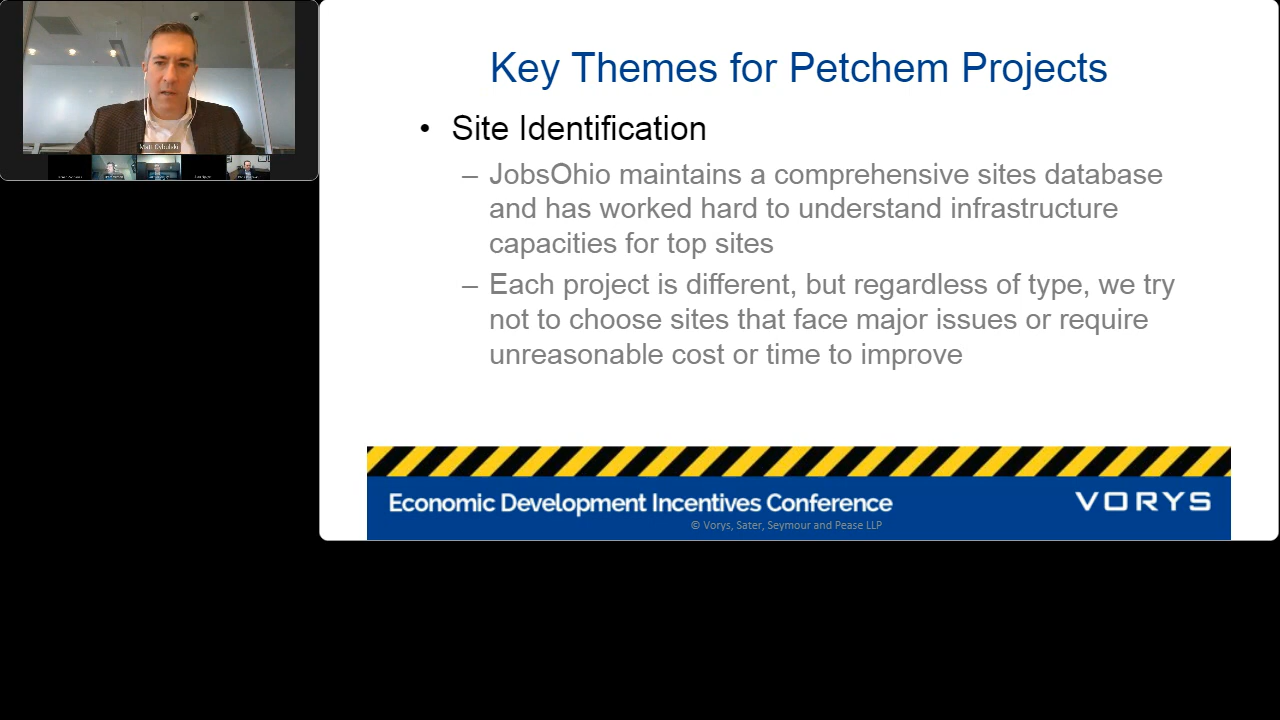 Matt Cybulski
Key Themes for Petchem Projects
• Site Identification
– JobsOhio maintains a comprehensive sites database
and has worked hard to understand infrastructure
capacities for top sites
– Each project is different, but regardless of type, we try
not to choose sites that face major issues or require
unreasonable cost or time to improve
Economic Development Incentives Conference
VORYS
© Vorys, Sater, Seymour and Pease LLP